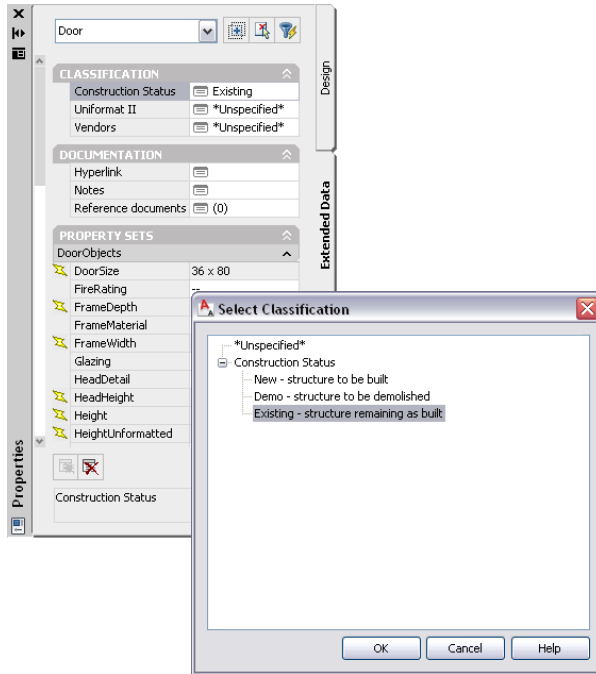 Door
Design
CLASSIFICATION
Construction Status Existing
Uniformat II *Unspecified*
Vendors *Unspecified*
DOCUMENTATION
Hyperlink
Notes
Reference documents (0)
Extended Data
PROPERTY SETS
DoorObjects
DoorSize 36 x 80
FireRating --
FrameDepth
FrameMaterial
FrameWidth
Glazing
HeadDetail
HeadHeight
Height
HeightUnformatted
Properties
Construction Status
Select Classification
*Unspecified*
Construction Status
New - structure to be built
Demo - structure to be demolished
Existing - structure remaining as built
OK Cancel Help